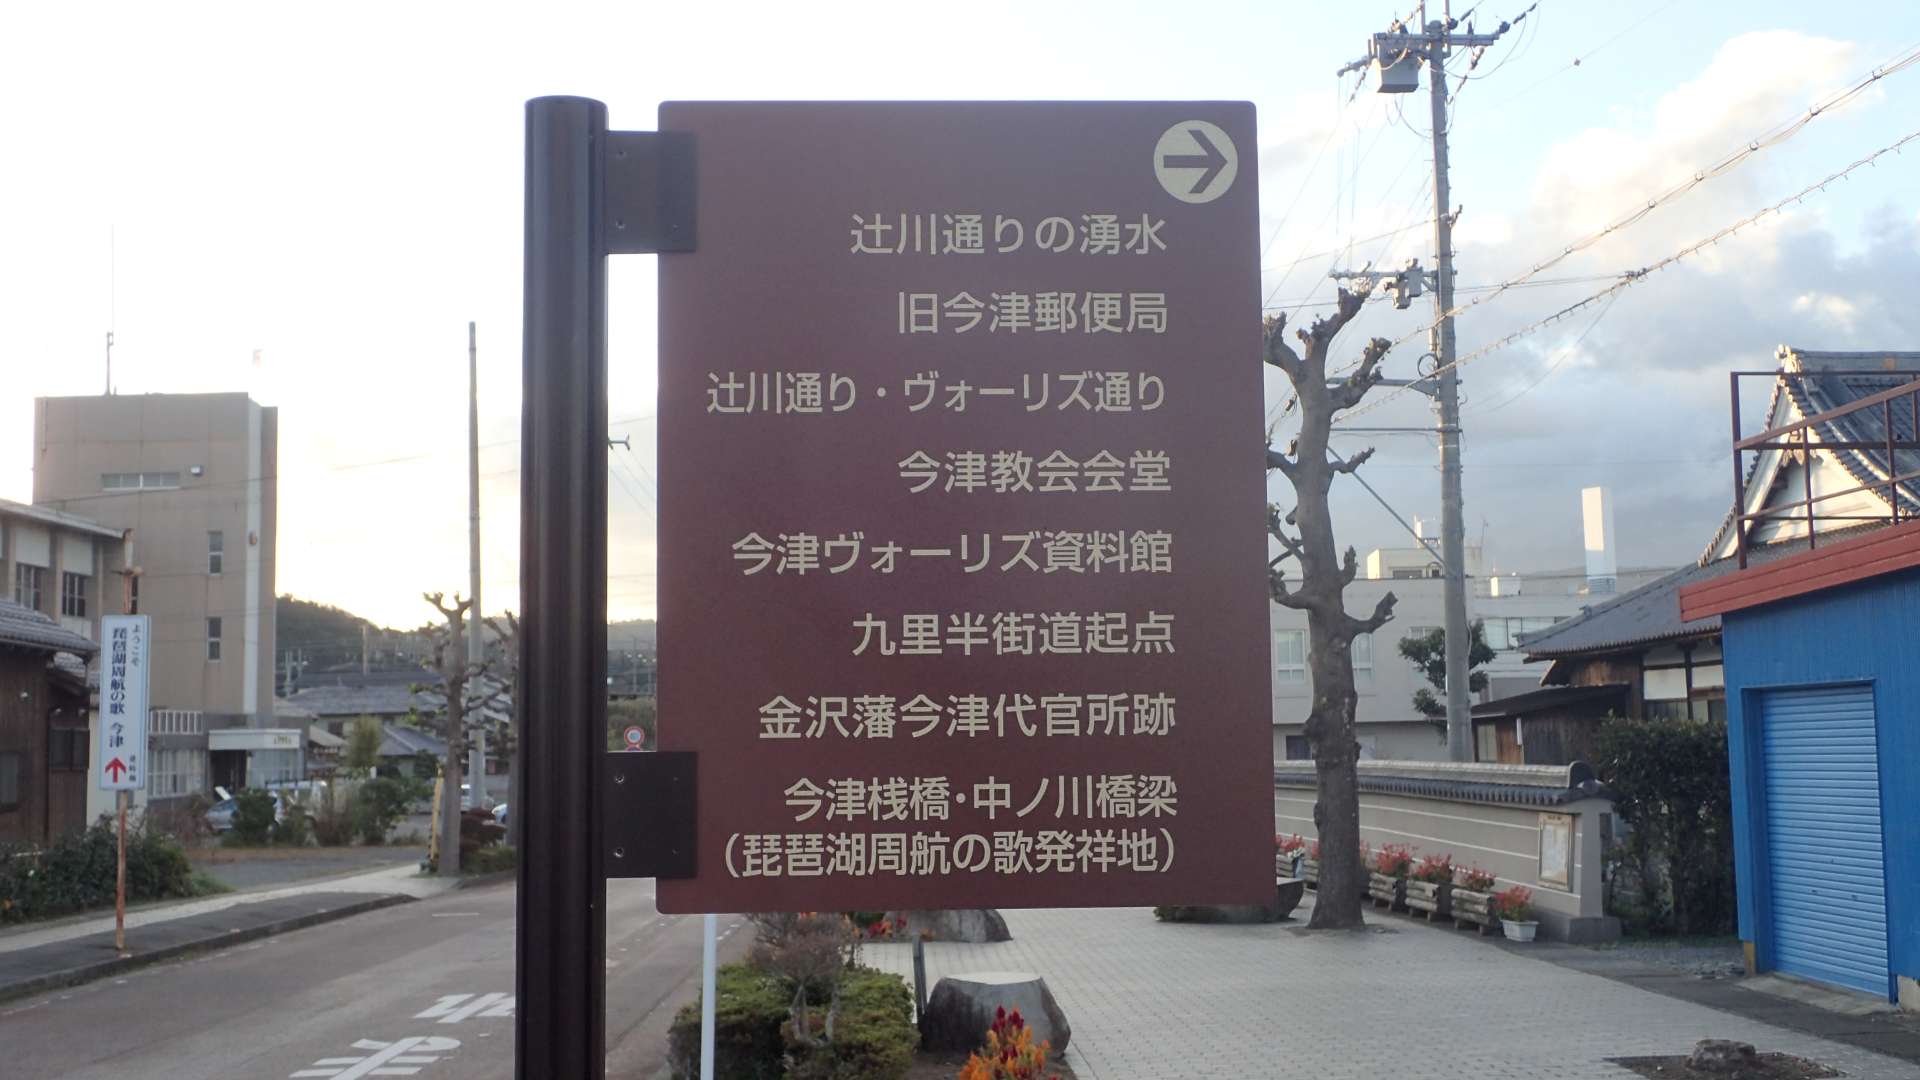 辻川通りの湧水
旧今津郵便局
辻川通り・ヴォーリズ通り
今津教会会堂
今津ヴォーリズ資料館
九里半街道起点
金沢藩今津代官所跡
今津桟橋・中ノ川橋梁
（琵琶湖周航の歌発祥地）
ようこそ
琵琶湖周航の歌 今津
資料館